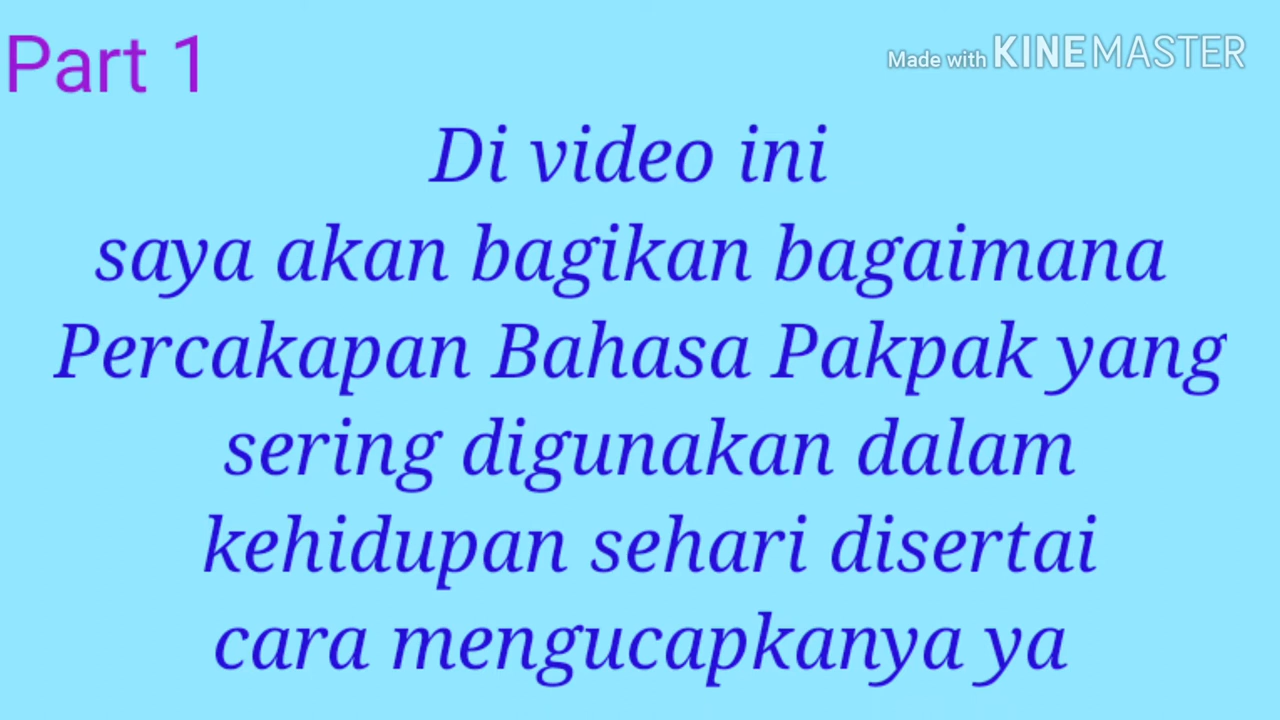 Part 1
Made with KINEMASTER
Di video ini
saya akan bagikan bagaimana
Percakapan Bahasa Pakpak yang
sering digunakan dalam
kehidupan sehari disertai
cara mengucapkanya ya